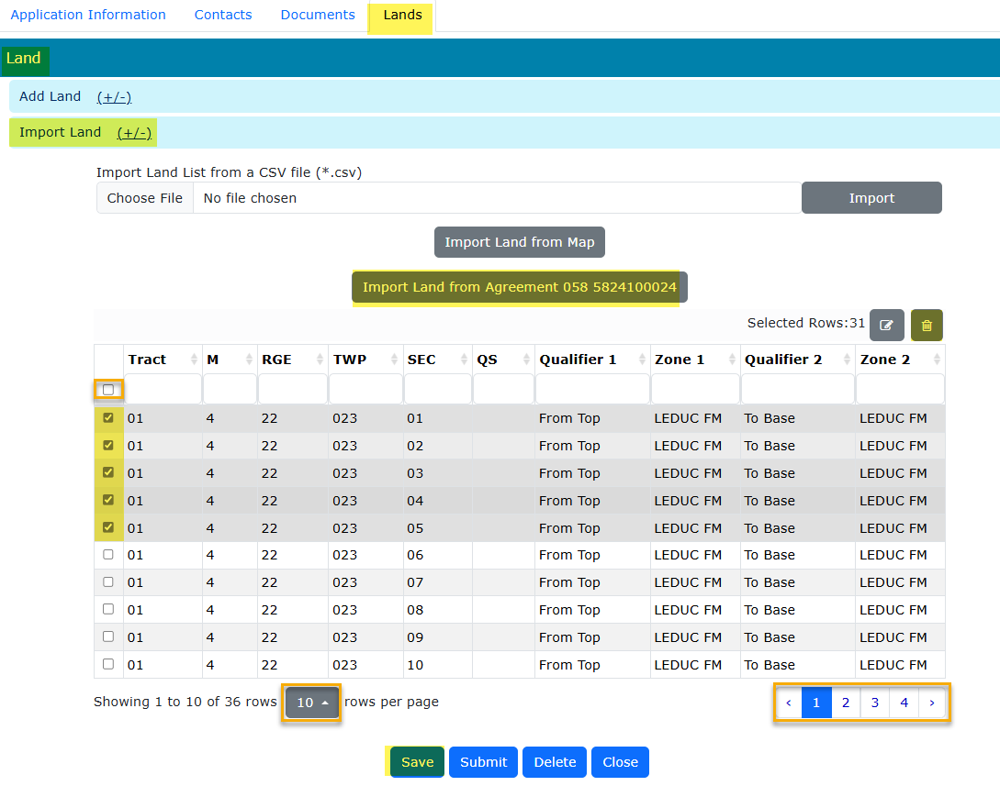 Application Information Contacts Documents Lands
Land
Add Land (+/-)
Import Land (+/-)
Import Land List from a CSV file (*.csv)
Choose File No file chosen Import
Import Land from Map
Import Land from Agreement 058 5824100024
Selected Rows:31
Tract M RGE TWP SEC QS Qualifier 1 Zone 1 Qualifier 2 Zone 2
01 4 22 023 01 From Top LEDUC FM To Base LEDUC FM
01 4 22 023 02 From Top LEDUC FM To Base LEDUC FM
01 4 22 023 03 From Top LEDUC FM To Base LEDUC FM
01 4 22 023 04 From Top LEDUC FM To Base LEDUC FM
01 4 22 023 05 From Top LEDUC FM To Base LEDUC FM
01 4 22 023 06 From Top LEDUC FM To Base LEDUC FM
01 4 22 023 07 From Top LEDUC FM To Base LEDUC FM
01 4 22 023 08 From Top LEDUC FM To Base LEDUC FM
01 4 22 023 09 From Top LEDUC FM To Base LEDUC FM
01 4 22 023 10 From Top LEDUC FM To Base LEDUC FM
Showing 1 to 10 of 36 rows 10 rows per page ‹ 1 2 3 4 ›
Save Submit Delete Close